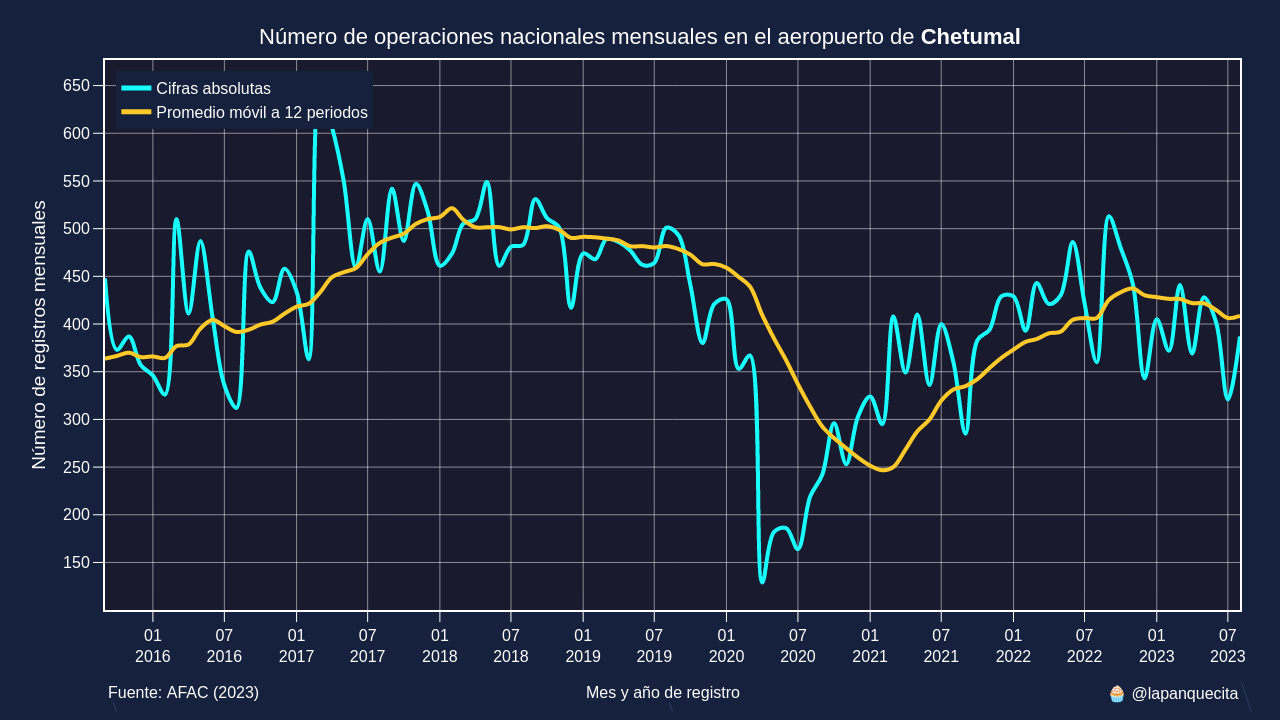 Número de operaciones nacionales mensuales en el aeropuerto de Chetumal
Cifras absolutas
Promedio móvil a 12 periodos
Número de registros mensuales
650
600
550
500
450
400
350
300
250
200
150
01 07 01 07 01 07 01 07 01 07 01 07 01 07 01 07
2016 2016 2017 2017 2018 2018 2019 2019 2020 2020 2021 2021 2022 2022 2023 2023
Fuente: AFAC (2023) Mes y año de registro 🧁 @lapanquecita